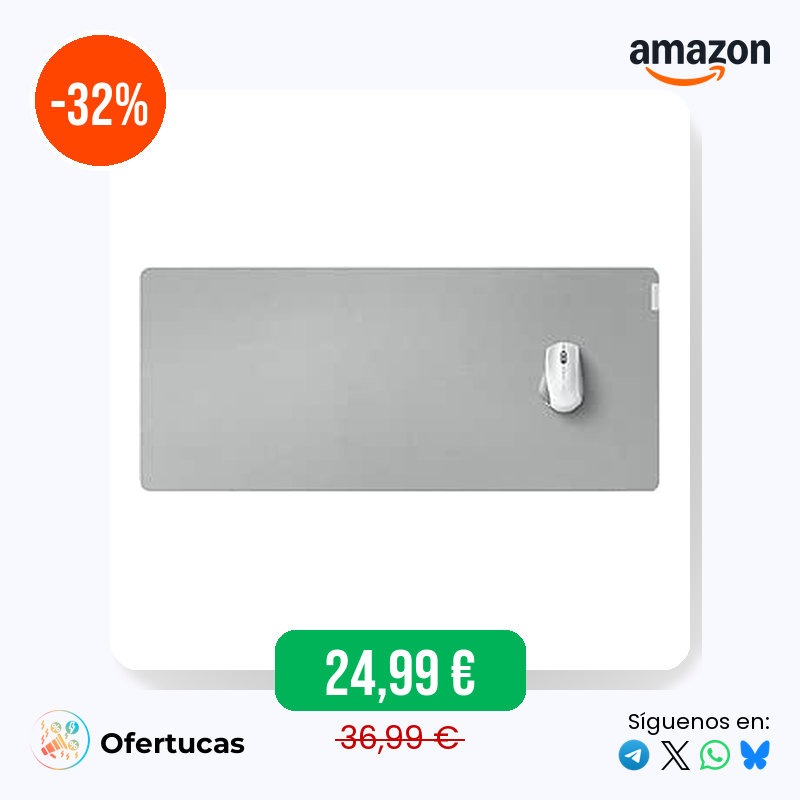 -32%
amazon
24,99 €
36,99 €
Ofertucas
Síguenos en: